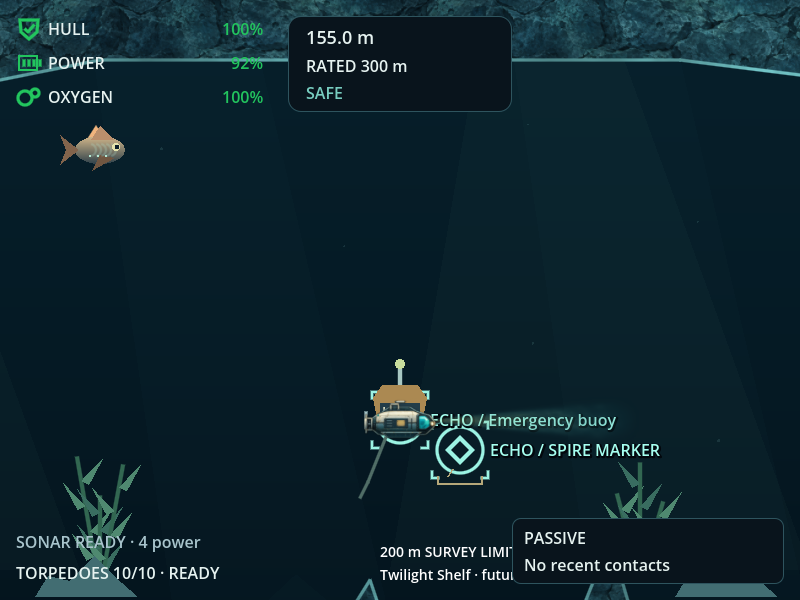 HULL 100%
POWER 92%
OXYGEN 100%
155.0 m
RATED 300 m
SAFE
ECHO / Emergency buoy
ECHO / SPIRE MARKER
SONAR READY · 4 power
TORPEDOES 10/10 · READY
200 m SURVEY LIMIT
Twilight Shelf · futu
PASSIVE
No recent contacts